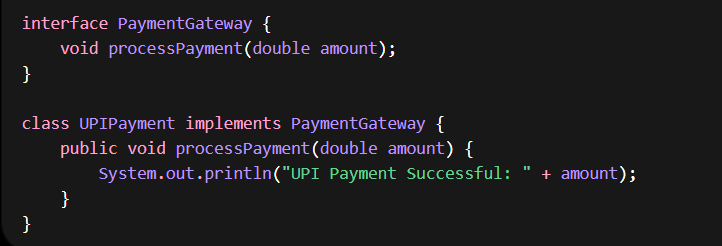 interface PaymentGateway {
    void processPayment(double amount);
}

class UPIPayment implements PaymentGateway {
    public void processPayment(double amount) {
        System.out.println("UPI Payment Successful: " + amount);
    }
}